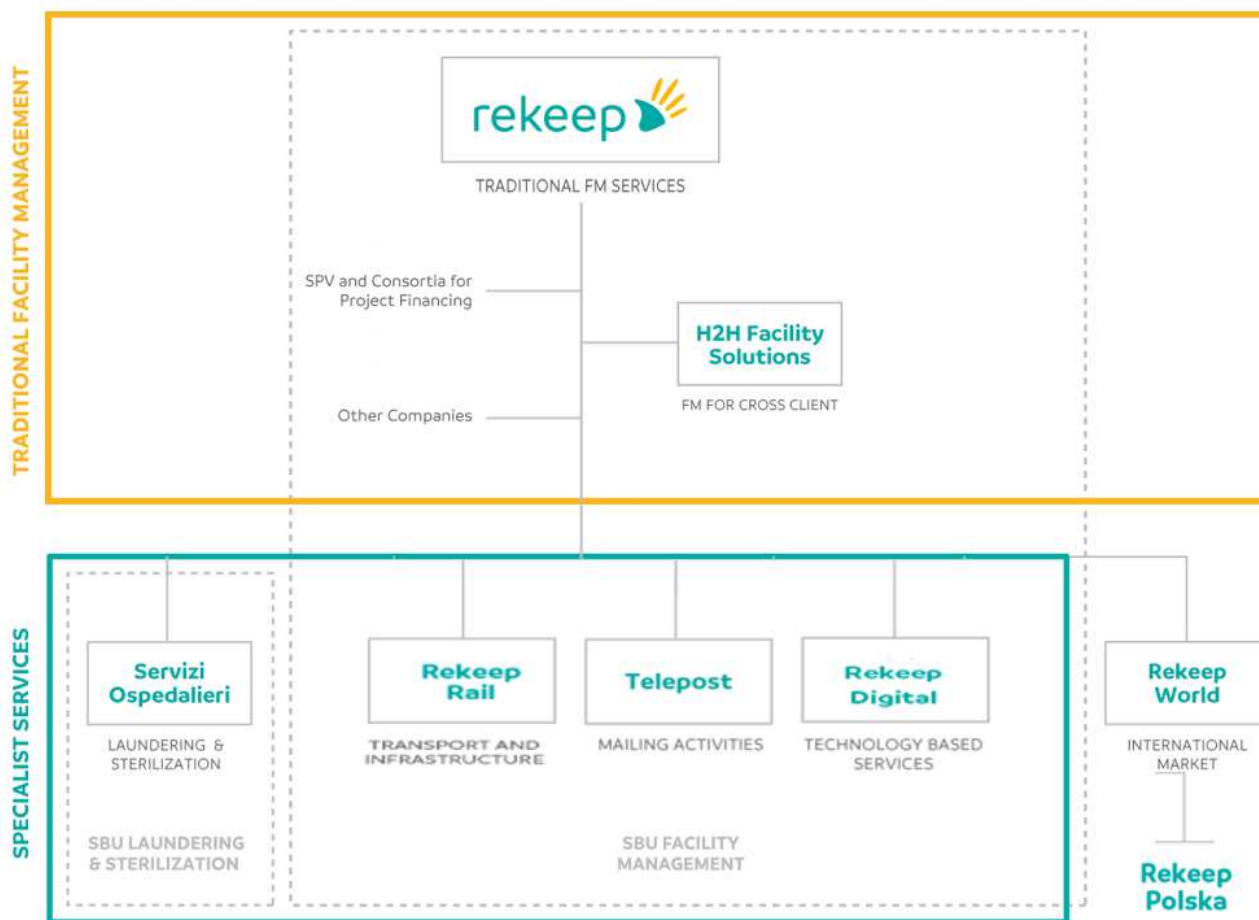 TRADITIONAL FACILITY MANAGEMENT
rekeep
TRADITIONAL FM SERVICES
SPV and Consortia for
Project Financing
H2H Facility
Solutions
FM FOR CROSS CLIENT
Other Companies
SPECIALIST SERVICES
Servizi
Ospedalieri
LAUNDERING &
STERILIZATION
SBU LAUNDERING
& STERILIZATION
Rekeep
Rail
TRANSPORT AND
INFRASTRUCTURE
Telepost
MAILING ACTIVITIES
Rekeep
Digital
TECHNOLOGY BASED
SERVICES
SBU FACILITY
MANAGEMENT
Rekeep
World
INTERNATIONAL
MARKET
Rekeep
Polska